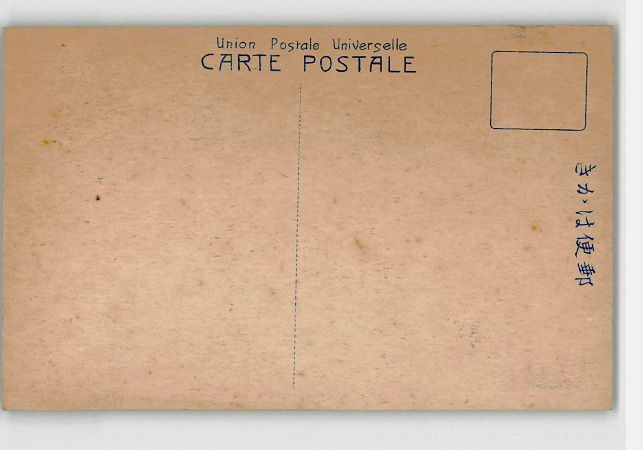 Union Postale Universelle
CARTE POSTALE
きか゛は便郵